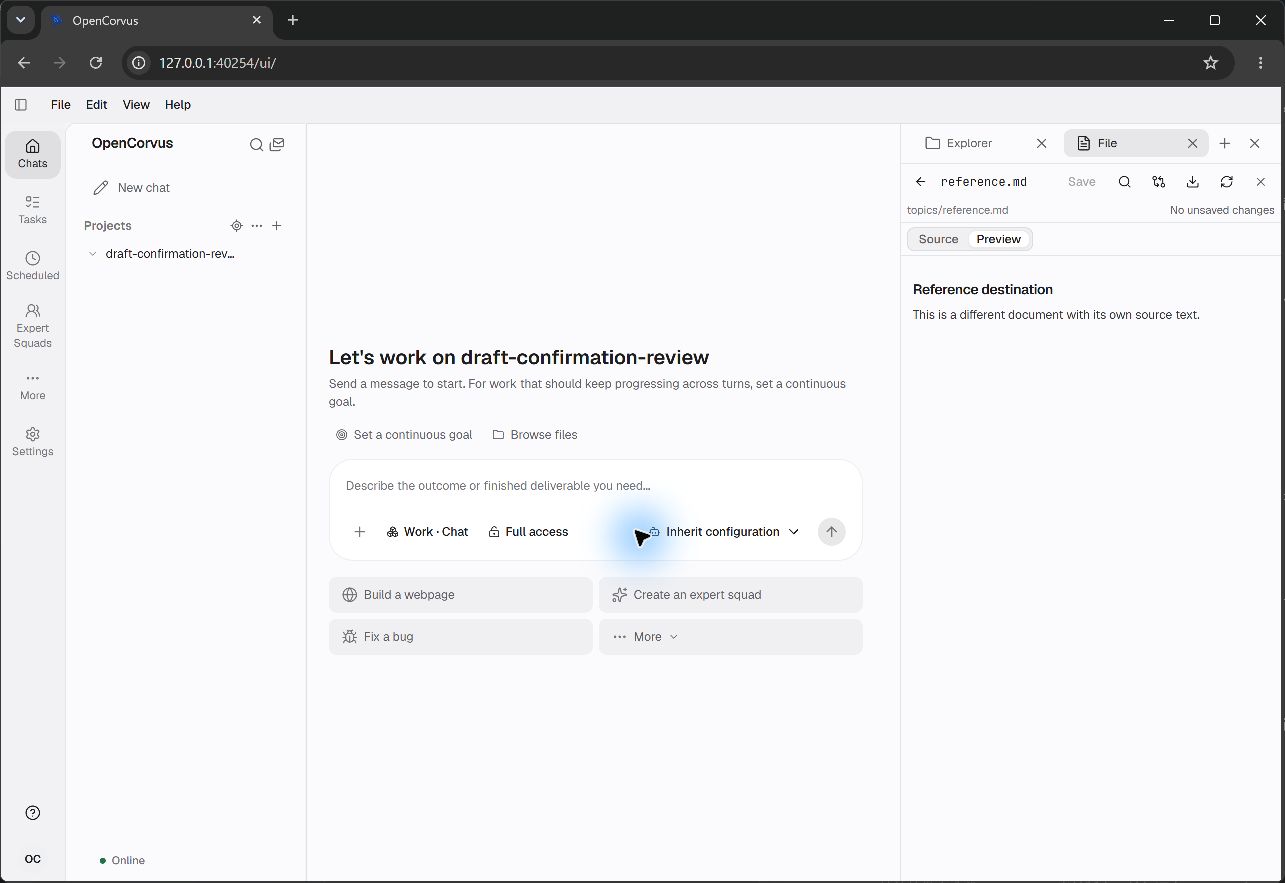 OpenCorvus
127.0.0.1:40254/ui/
File Edit View Help
Chats
Tasks
Scheduled
Expert
Squads
More
Settings
OC
OpenCorvus
New chat
Projects
draft-confirmation-rev...
Online
Let's work on draft-confirmation-review
Send a message to start. For work that should keep progressing across turns, set a continuous
goal.
Set a continuous goal Browse files
Describe the outcome or finished deliverable you need...
Work · Chat Full access Inherit configuration
Build a webpage Create an expert squad
Fix a bug More
Explorer File
reference.md Save
topics/reference.md No unsaved changes
Source Preview
Reference destination
This is a different document with its own source text.